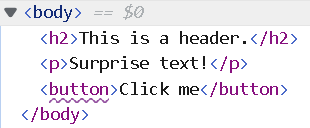 <body> == $0
<h2>This is a header.</h2>
<p>Surprise text!</p>
<button>Click me</button>
</body>